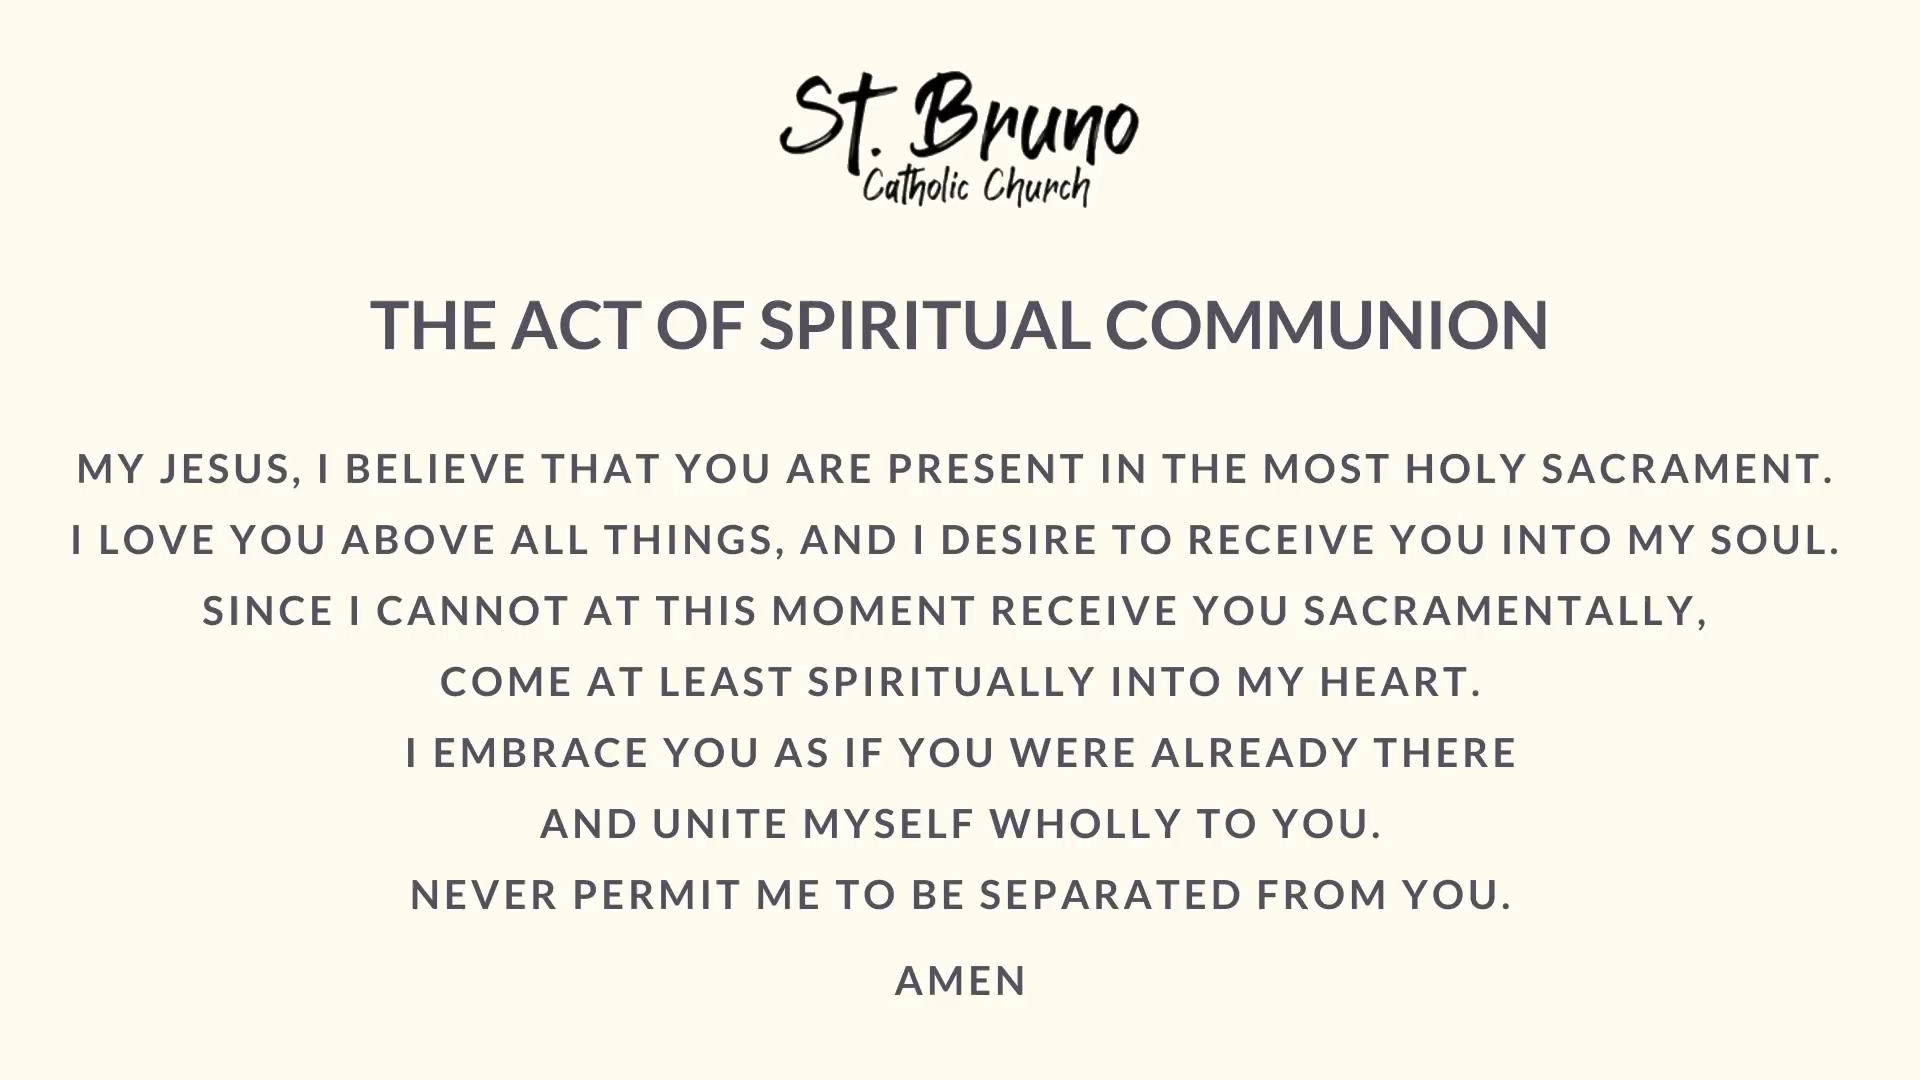 St. Bruno
Catholic Church
THE ACT OF SPIRITUAL COMMUNION
MY JESUS, I BELIEVE THAT YOU ARE PRESENT IN THE MOST HOLY SACRAMENT.
I LOVE YOU ABOVE ALL THINGS, AND I DESIRE TO RECEIVE YOU INTO MY SOUL.
SINCE I CANNOT AT THIS MOMENT RECEIVE YOU SACRAMENTALLY,
COME AT LEAST SPIRITUALLY INTO MY HEART.
I EMBRACE YOU AS IF YOU WERE ALREADY THERE
AND UNITE MYSELF WHOLLY TO YOU.
NEVER PERMIT ME TO BE SEPARATED FROM YOU.
AMEN